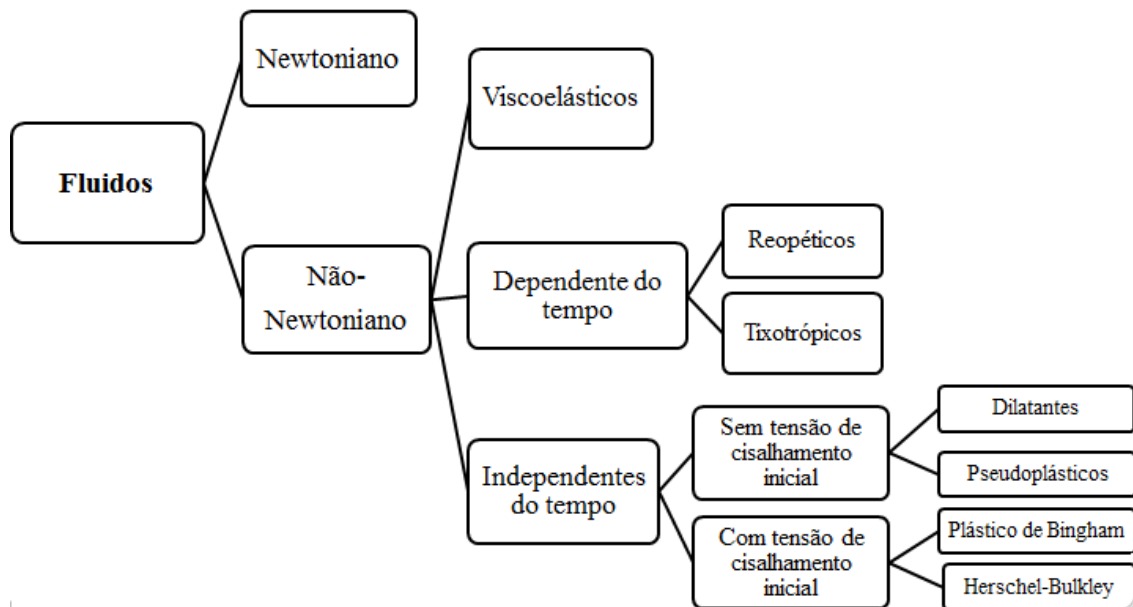 Fluidos
Newtoniano
Não-
Newtoniano
Viscoelásticos
Dependente do
tempo
Reopéticos
Tixotrópicos
Independentes
do tempo
Sem tensão de
cisalhamento
inicial
Dilatantes
Pseudoplásticos
Com tensão de
cisalhamento
inicial
Plástico de Bingham
Herschel-Bulkley